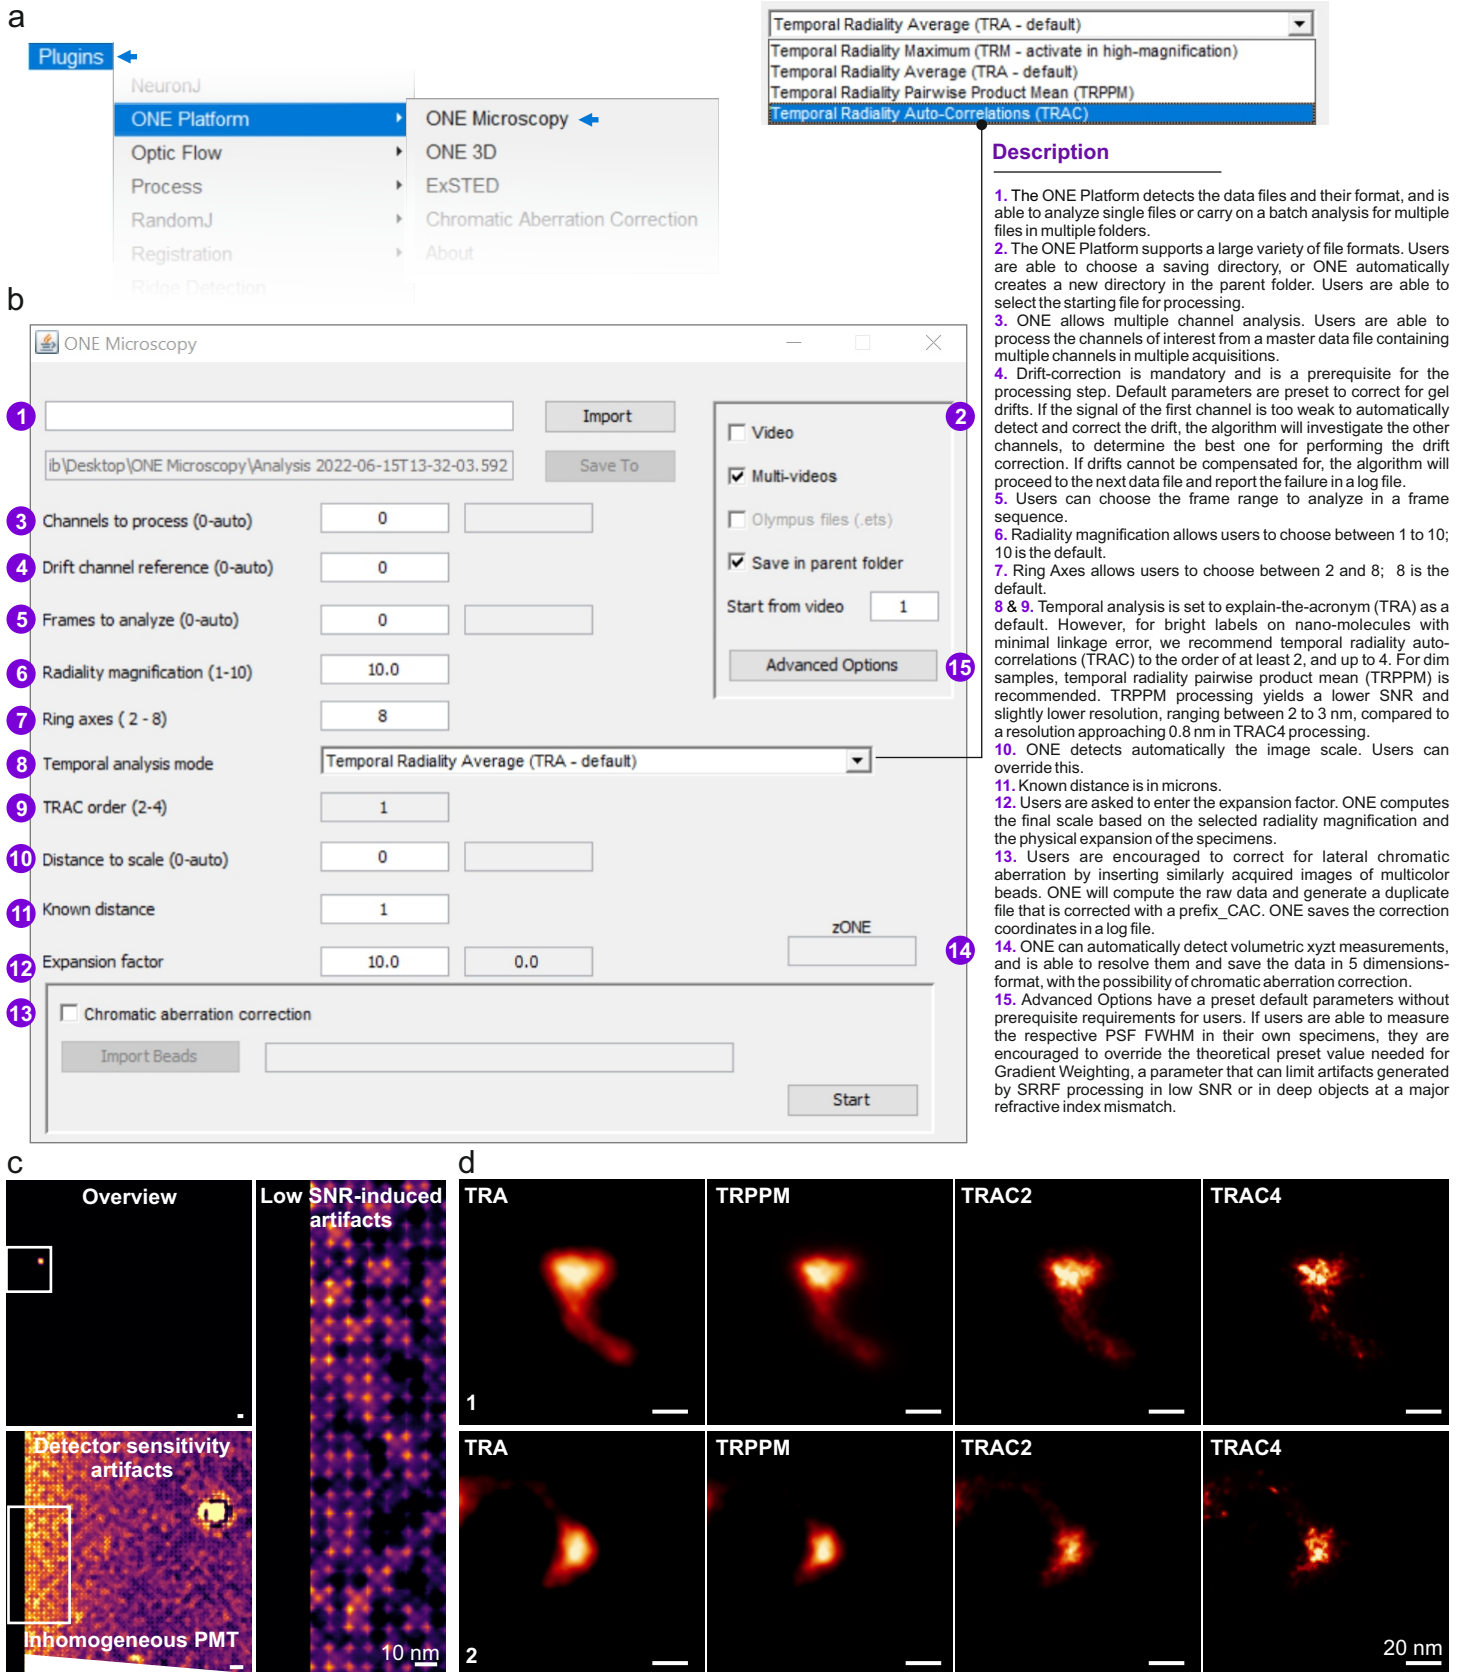 a
Plugins
NeuronJ
ONE Platform
Optic Flow
Process
RandomJ
Registration
Ridge Detection
ONE Microscopy
ONE 3D
ExSTED
Chromatic Aberration Correction
About
Temporal Radiality Average (TRA - default)
Temporal Radiality Maximum (TRM - activate in high-magnification)
Temporal Radiality Average (TRA - default)
Temporal Radiality Pairwise Product Mean (TRPPM)
Temporal Radiality Auto-Correlations (TRAC)
b
ONE Microscopy
1
Import
ib\Desktop\ONE Microscopy\Analysis 2022-06-15T13-32-03.592
Save To
3 Channels to process (0-auto) 0
4 Drift channel reference (0-auto) 0
5 Frames to analyze (0-auto) 0
6 Radiality magnification (1-10) 10.0
7 Ring axes ( 2 - 8) 8
8 Temporal analysis mode Temporal Radiality Average (TRA - default)
9 TRAC order (2-4) 1
10 Distance to scale (0-auto) 0
11 Known distance 1
12 Expansion factor 10.0 0.0
2
Video
Multi-videos
Olympus files (.ets)
Save in parent folder
Start from video 1
Advanced Options 15
zONE
14
13 Chromatic aberration correction
Import Beads
Start
Description
1. The ONE Platform detects the data files and their format, and is
able to analyze single files or carry on a batch analysis for multiple
files in multiple folders.
2. The ONE Platform supports a large variety of file formats. Users
are able to choose a saving directory, or ONE automatically
creates a new directory in the parent folder. Users are able to
select the starting file for processing.
3. ONE allows multiple channel analysis. Users are able to
process the channels of interest from a master data file containing
multiple channels in multiple acquisitions.
4. Drift-correction is mandatory and is a prerequisite for the
processing step. Default parameters are preset to correct for gel
drifts. If the signal of the first channel is too weak to automatically
detect and correct the drift, the algorithm will investigate the other
channels, to determine the best one for performing the drift
correction. If drifts cannot be compensated for, the algorithm will
proceed to the next data file and report the failure in a log file.
5. Users can choose the frame range to analyze in a frame
sequence.
6. Radiality magnification allows users to choose between 1 to 10;
10 is the default.
7. Ring Axes allows users to choose between 2 and 8; 8 is the
default.
8 & 9. Temporal analysis is set to explain-the-acronym (TRA) as a
default. However, for bright labels on nano-molecules with
minimal linkage error, we recommend temporal radiality auto-
correlations (TRAC) to the order of at least 2, and up to 4. For dim
samples, temporal radiality pairwise product mean (TRPPM) is
recommended. TRPPM processing yields a lower SNR and
slightly lower resolution, ranging between 2 to 3 nm, compared to
a resolution approaching 0.8 nm in TRAC4 processing.
10. ONE detects automatically the image scale. Users can
override this.
11. Known distance is in microns.
12. Users are asked to enter the expansion factor. ONE computes
the final scale based on the selected radiality magnification and
the physical expansion of the specimens.
13. Users are encouraged to correct for lateral chromatic
aberration by inserting similarly acquired images of multicolor
beads. ONE will compute the raw data and generate a duplicate
file that is corrected with a prefix_CAC. ONE saves the correction
coordinates in a log file.
14. ONE can automatically detect volumetric xyzt measurements,
and is able to resolve them and save the data in 5 dimensions-
format, with the possibility of chromatic aberration correction.
15. Advanced Options have a preset default parameters without
prerequisite requirements for users. If users are able to measure
the respective PSF FWHM in their own specimens, they are
encouraged to override the theoretical preset value needed for
Gradient Weighting, a parameter that can limit artifacts generated
by SRRF processing in low SNR or in deep objects at a major
refractive index mismatch.
c
Overview
Low SNR-induced
artifacts
Detector sensitivity
artifacts
Inhomogeneous PMT
10 nm
d
TRA
TRPPM
TRAC2
TRAC4
1
TRA
TRPPM
TRAC2
TRAC4
2
20 nm